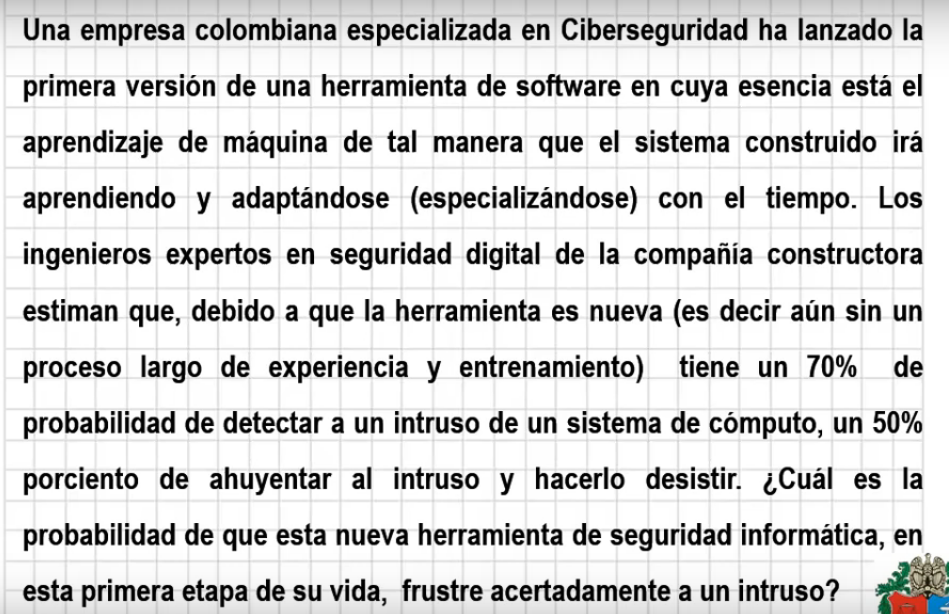 Una empresa colombiana especializada en Ciberseguridad ha lanzado la
primera versión de una herramienta de software en cuya esencia está el
aprendizaje de máquina de tal manera que el sistema construido irá
aprendiendo y adaptándose (especializándose) con el tiempo. Los
ingenieros expertos en seguridad digital de la compañía constructora
estiman que, debido a que la herramienta es nueva (es decir aún sin un
proceso largo de experiencia y entrenamiento) tiene un 70% de
probabilidad de detectar a un intruso de un sistema de cómputo, un 50%
porciento de ahuyentar al intruso y hacerlo desistir. ¿Cuál es la
probabilidad de que esta nueva herramienta de seguridad informática, en
esta primera etapa de su vida, frustre acertadamente a un intruso?